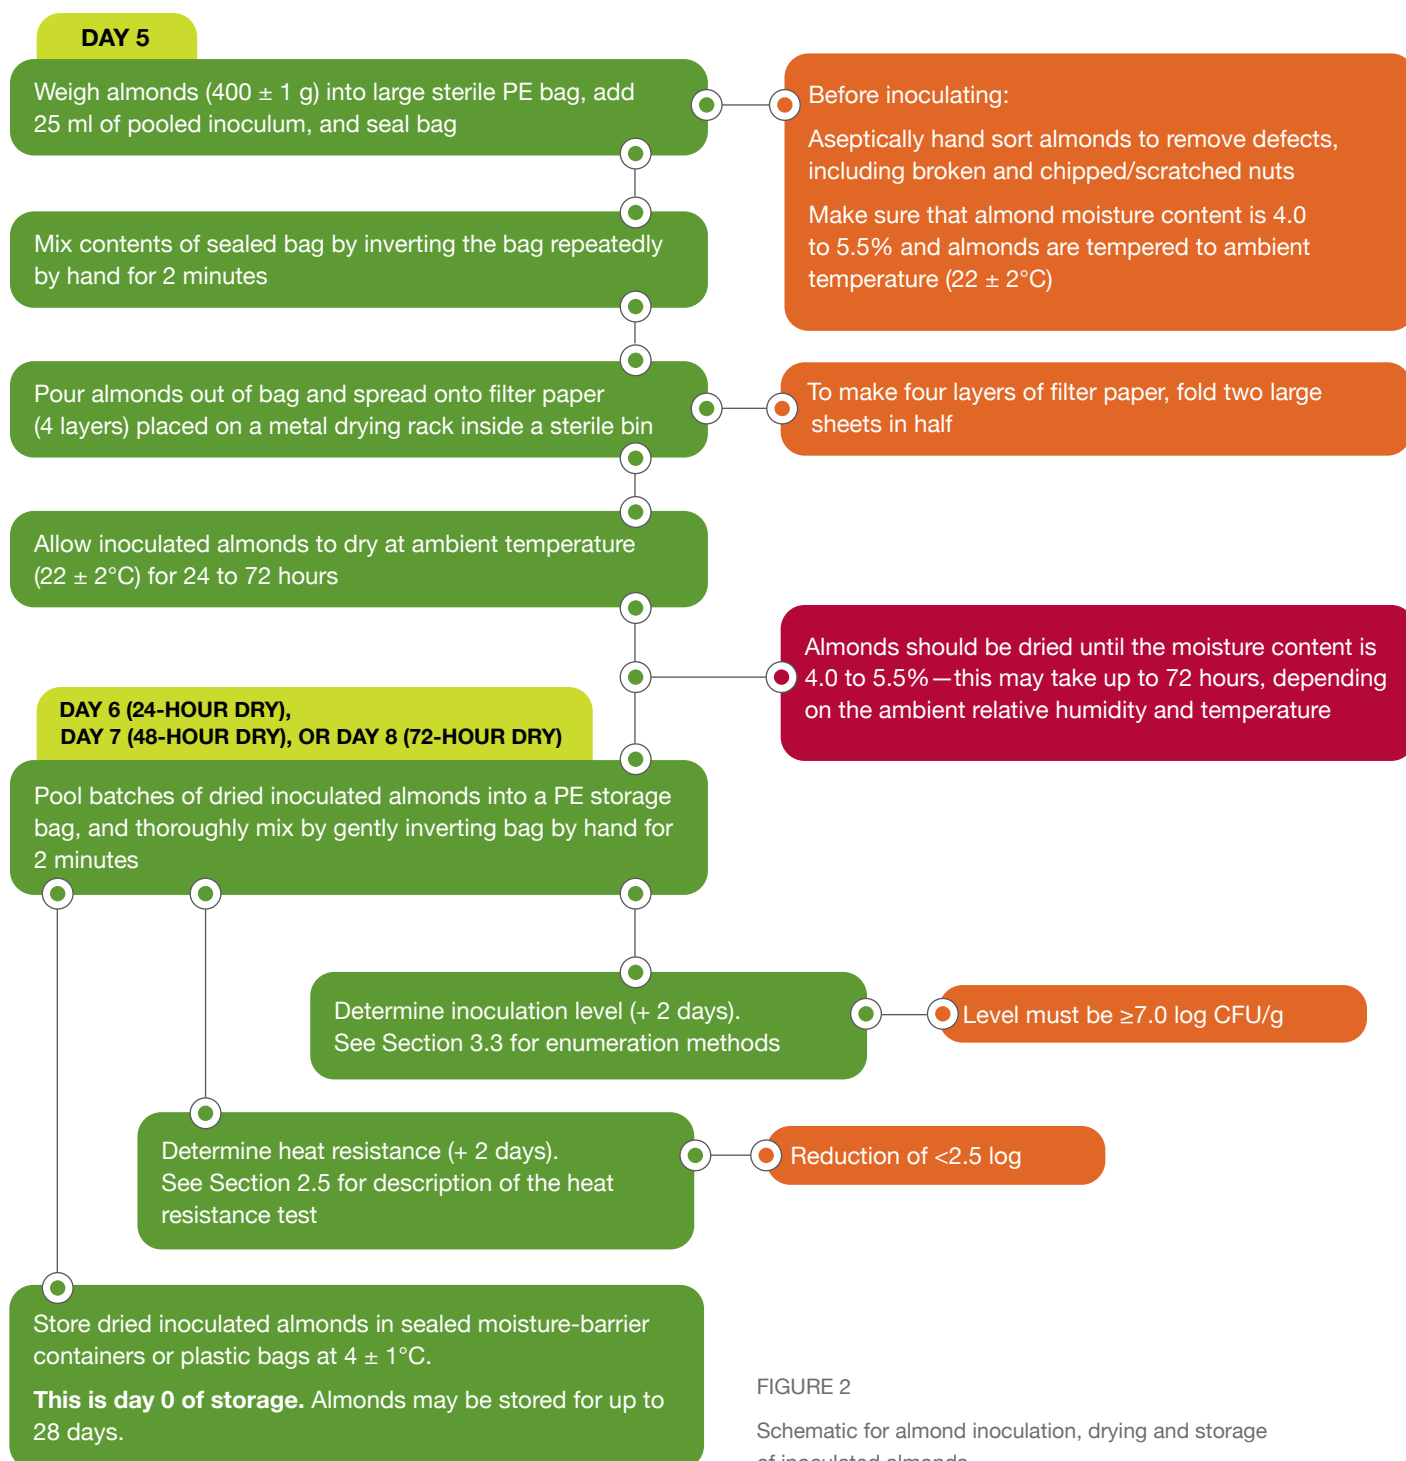 DAY 5
Weigh almonds (400 ± 1 g) into large sterile PE bag, add
25 ml of pooled inoculum, and seal bag
Before inoculating:
Aseptically hand sort almonds to remove defects,
including broken and chipped/scratched nuts
Make sure that almond moisture content is 4.0
to 5.5% and almonds are tempered to ambient
temperature (22 ± 2°C)
Mix contents of sealed bag by inverting the bag repeatedly
by hand for 2 minutes
Pour almonds out of bag and spread onto filter paper
(4 layers) placed on a metal drying rack inside a sterile bin
To make four layers of filter paper, fold two large
sheets in half
Allow inoculated almonds to dry at ambient temperature
(22 ± 2°C) for 24 to 72 hours
Almonds should be dried until the moisture content is
4.0 to 5.5%—this may take up to 72 hours, depending
on the ambient relative humidity and temperature
DAY 6 (24-HOUR DRY),
DAY 7 (48-HOUR DRY), OR DAY 8 (72-HOUR DRY)
Pool batches of dried inoculated almonds into a PE storage
bag, and thoroughly mix by gently inverting bag by hand for
2 minutes
Determine inoculation level (+ 2 days).
See Section 3.3 for enumeration methods
Level must be ≥7.0 log CFU/g
Determine heat resistance (+ 2 days).
See Section 2.5 for description of the heat
resistance test
Reduction of <2.5 log
Store dried inoculated almonds in sealed moisture-barrier
containers or plastic bags at 4 ± 1°C.
This is day 0 of storage. Almonds may be stored for up to
28 days.
FIGURE 2
Schematic for almond inoculation, drying and storage
of inoculated almonds